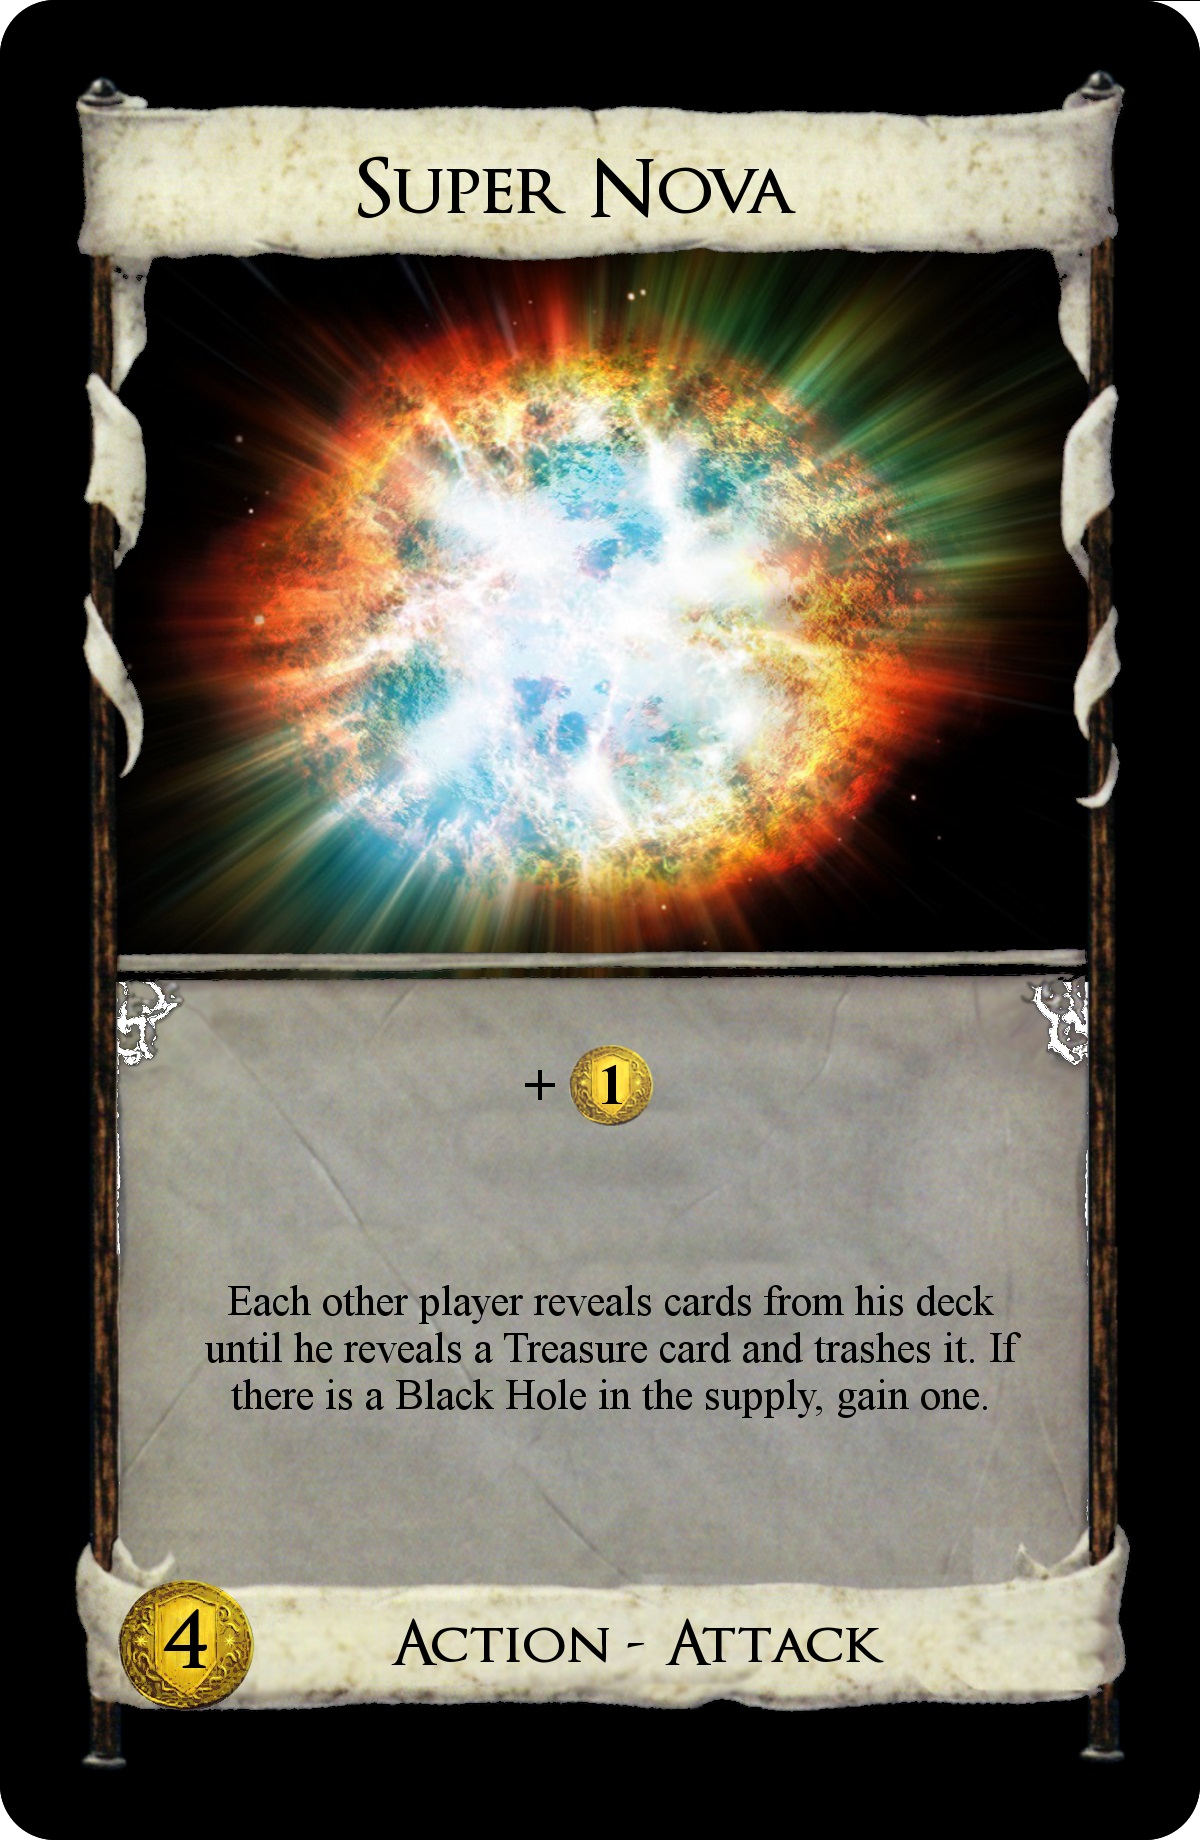 Super Nova
+ 1
Each other player reveals cards from his deck
until he reveals a Treasure card and trashes it. If
there is a Black Hole in the supply, gain one.
4 Action - Attack